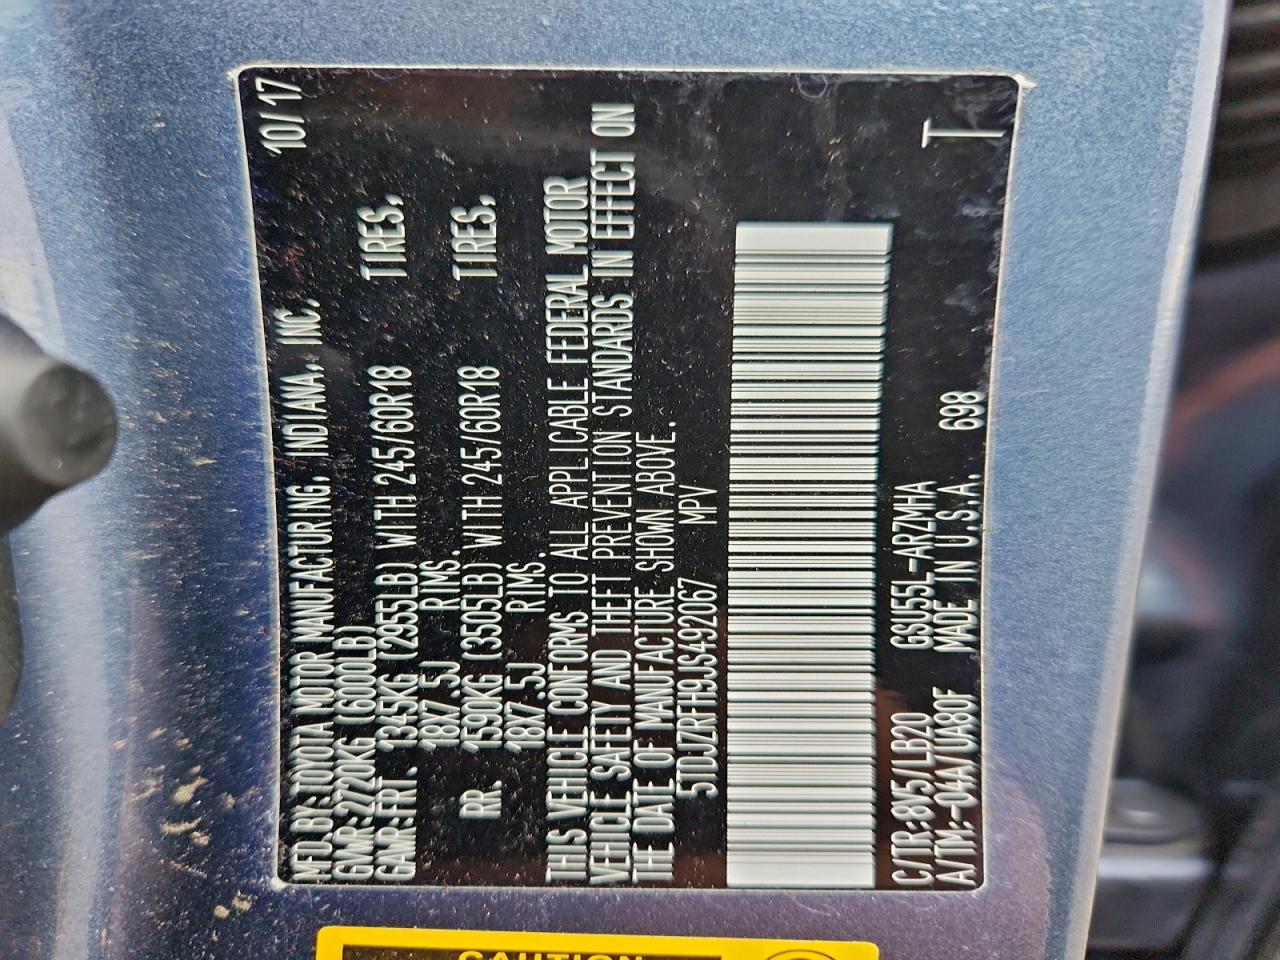 MFD BY:TOYOTA MOTOR MANUFACTURING, INDIANA, INC. 10/17
GVWR:2720KG (6000LB)
GAWR:FRT. 1345KG (2955LB) WITH 245/60R18 TIRES,
18X7.5J RIMS.
RR. 1590KG (3505LB) WITH 245/60R18 TIRES,
18X7.5J RIMS.
THIS VEHICLE CONFORMS TO ALL APPLICABLE FEDERAL MOTOR
VEHICLE SAFETY AND THEFT PREVENTION STANDARDS IN EFFECT ON
THE DATE OF MANUFACTURE SHOWN ABOVE.
5TDJZRFH9JS492067 MPV
C/TR:8V5/LB20 GSU55L-ARZMHA T
A/TM:-04A/UA80F MADE IN U.S.A. 698
CAUTION